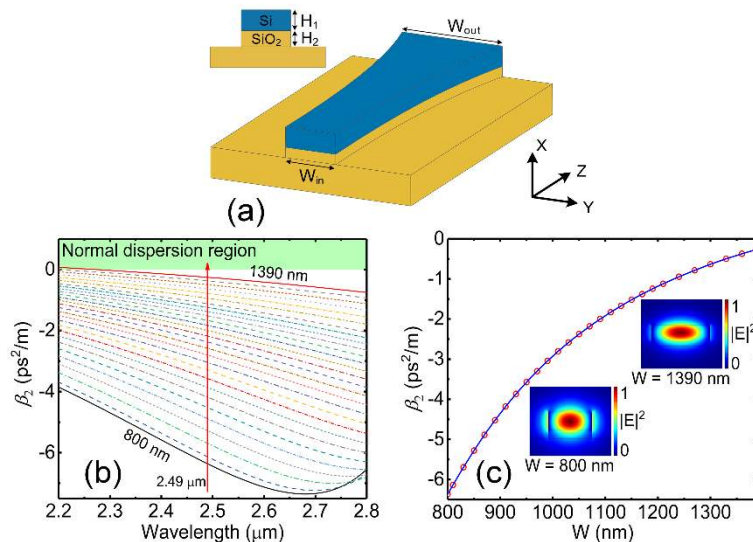 Si
H₁
SiO₂
H₂
W_out
W_in
X
Z
Y
(a)
Normal dispersion region
1390 nm
800 nm
2.49 μm
(b)
β₂ (ps²/m)
0
-2
-4
-6
2.2 2.3 2.4 2.5 2.6 2.7 2.8
Wavelength (μm)
β₂ (ps²/m)
0
-1
-2
-3
-4
-5
-6
1
|E|²
0
W = 1390 nm
1
|E|²
0
W = 800 nm
(c)
800 900 1000 1100 1200 1300
W (nm)